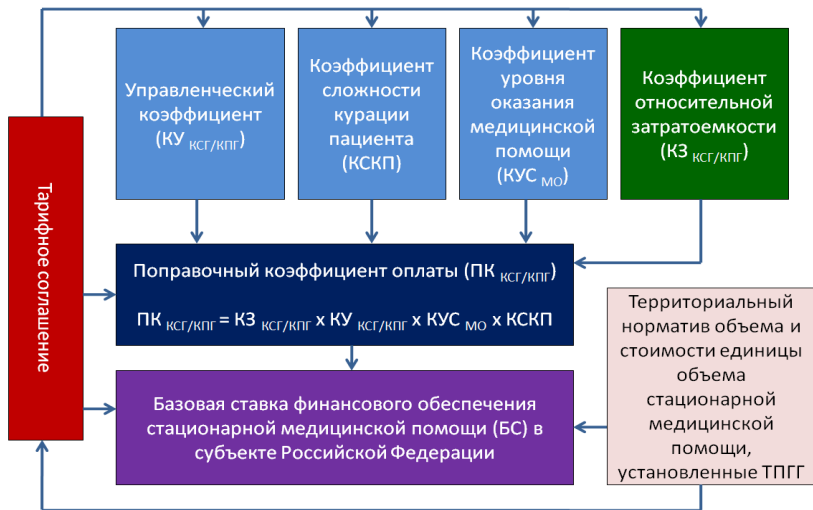 Тарифное соглашение
Управленческий
коэффициент
(КУ КСГ/КПГ)
Коэффициент
сложности
курации
пациента
(КСКП)
Коэффициент
уровня
оказания
медицинской
помощи
(КУС МО)
Коэффициент
относительной
затратоемкости
(КЗ КСГ/КПГ)
Поправочный коэффициент оплаты (ПК КСГ/КПГ)
ПК КСГ/КПГ = КЗ КСГ/КПГ х КУ КСГ/КПГ х КУС МО х КСКП
Территориальный
норматив объема и
стоимости единицы
объема
стационарной
медицинской
помощи,
установленные ТПГГ
Базовая ставка финансового обеспечения
стационарной медицинской помощи (БС) в
субъекте Российской Федерации